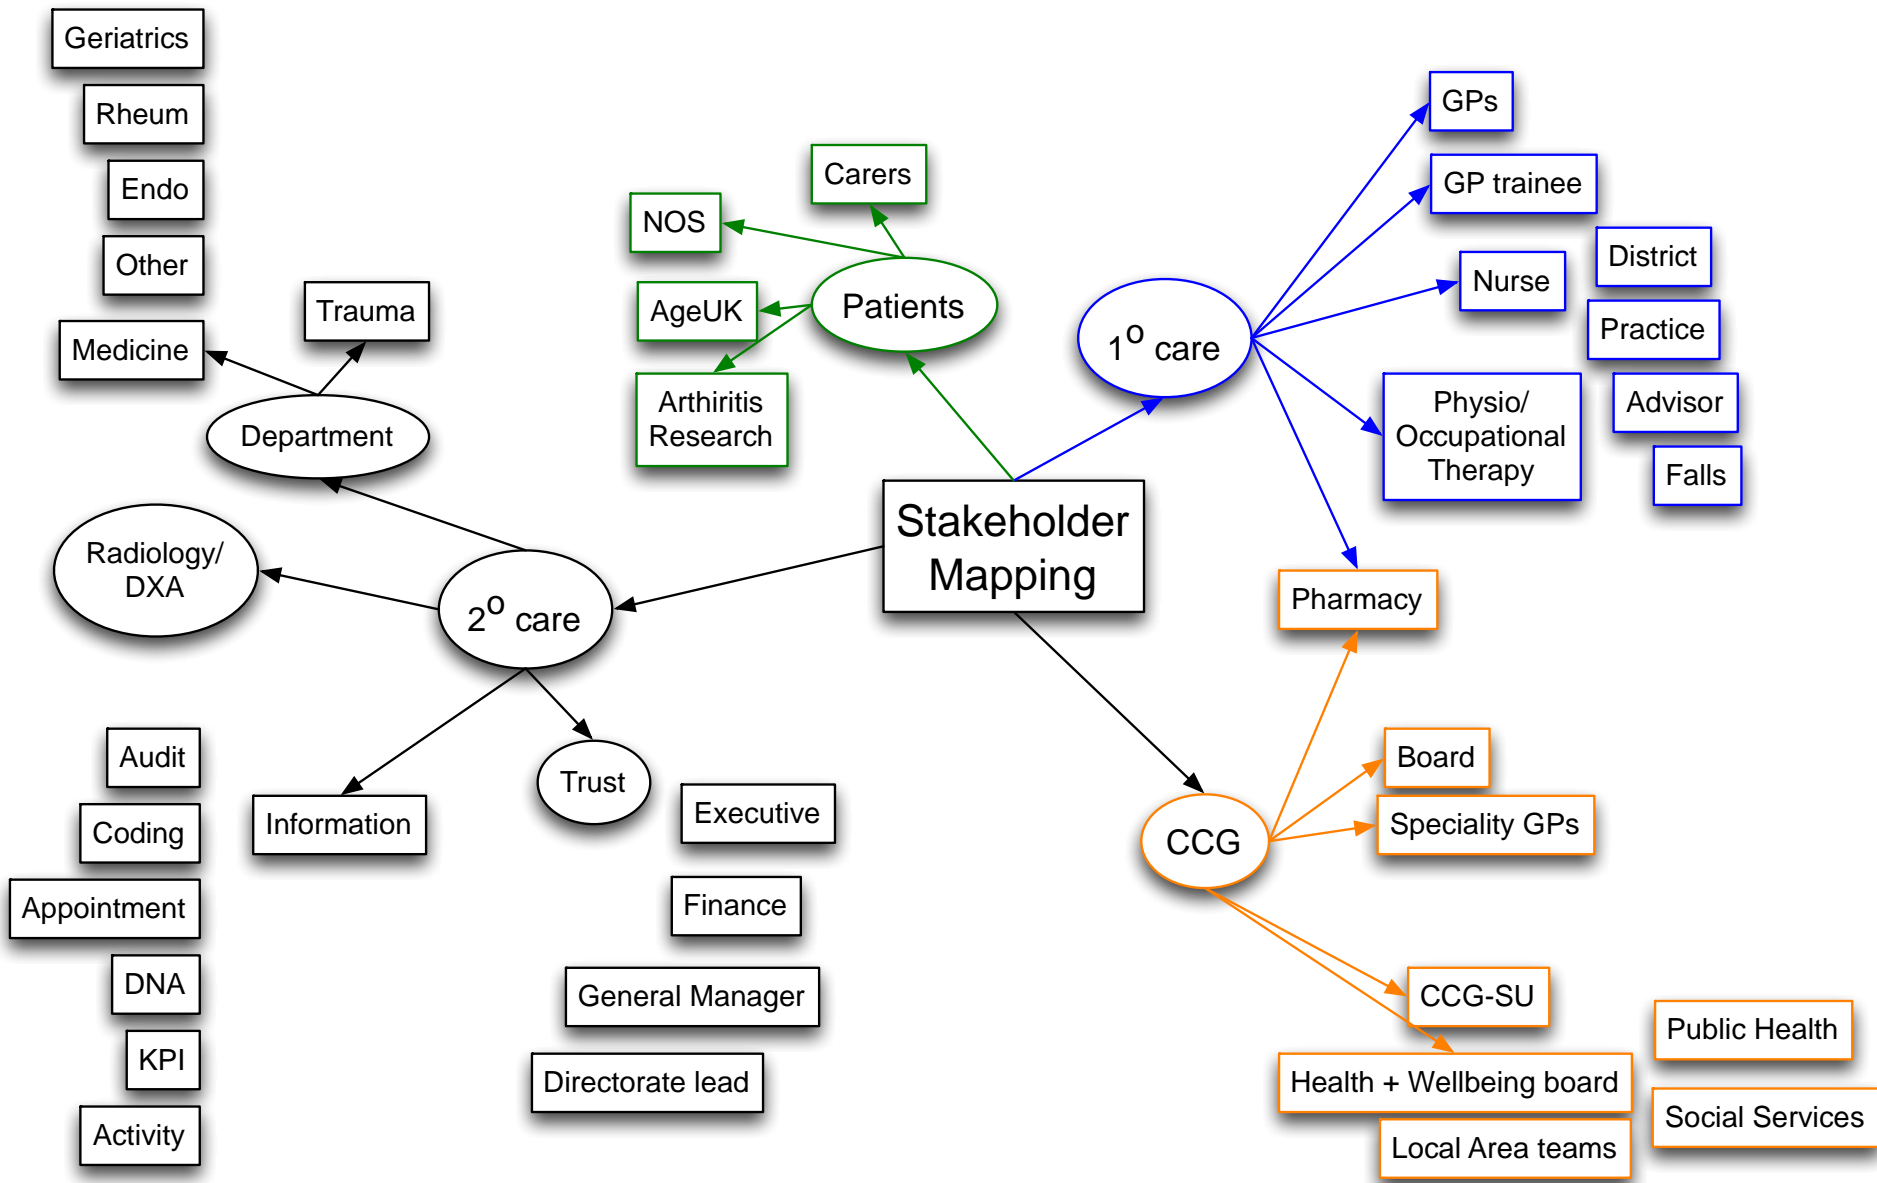 Geriatrics
Rheum
Endo
Other
Medicine
Trauma
Department
Radiology/
DXA
2º care
NOS
Carers
AgeUK
Patients
Arthiritis
Research
Stakeholder
Mapping
1º care
GPs
GP trainee
Nurse
District
Practice
Advisor
Falls
Physio/
Occupational
Therapy
Pharmacy
Board
Speciality GPs
CCG
CCG-SU
Health + Wellbeing board
Local Area teams
Public Health
Social Services
Trust
Executive
Finance
General Manager
Directorate lead
Information
Audit
Coding
Appointment
DNA
KPI
Activity